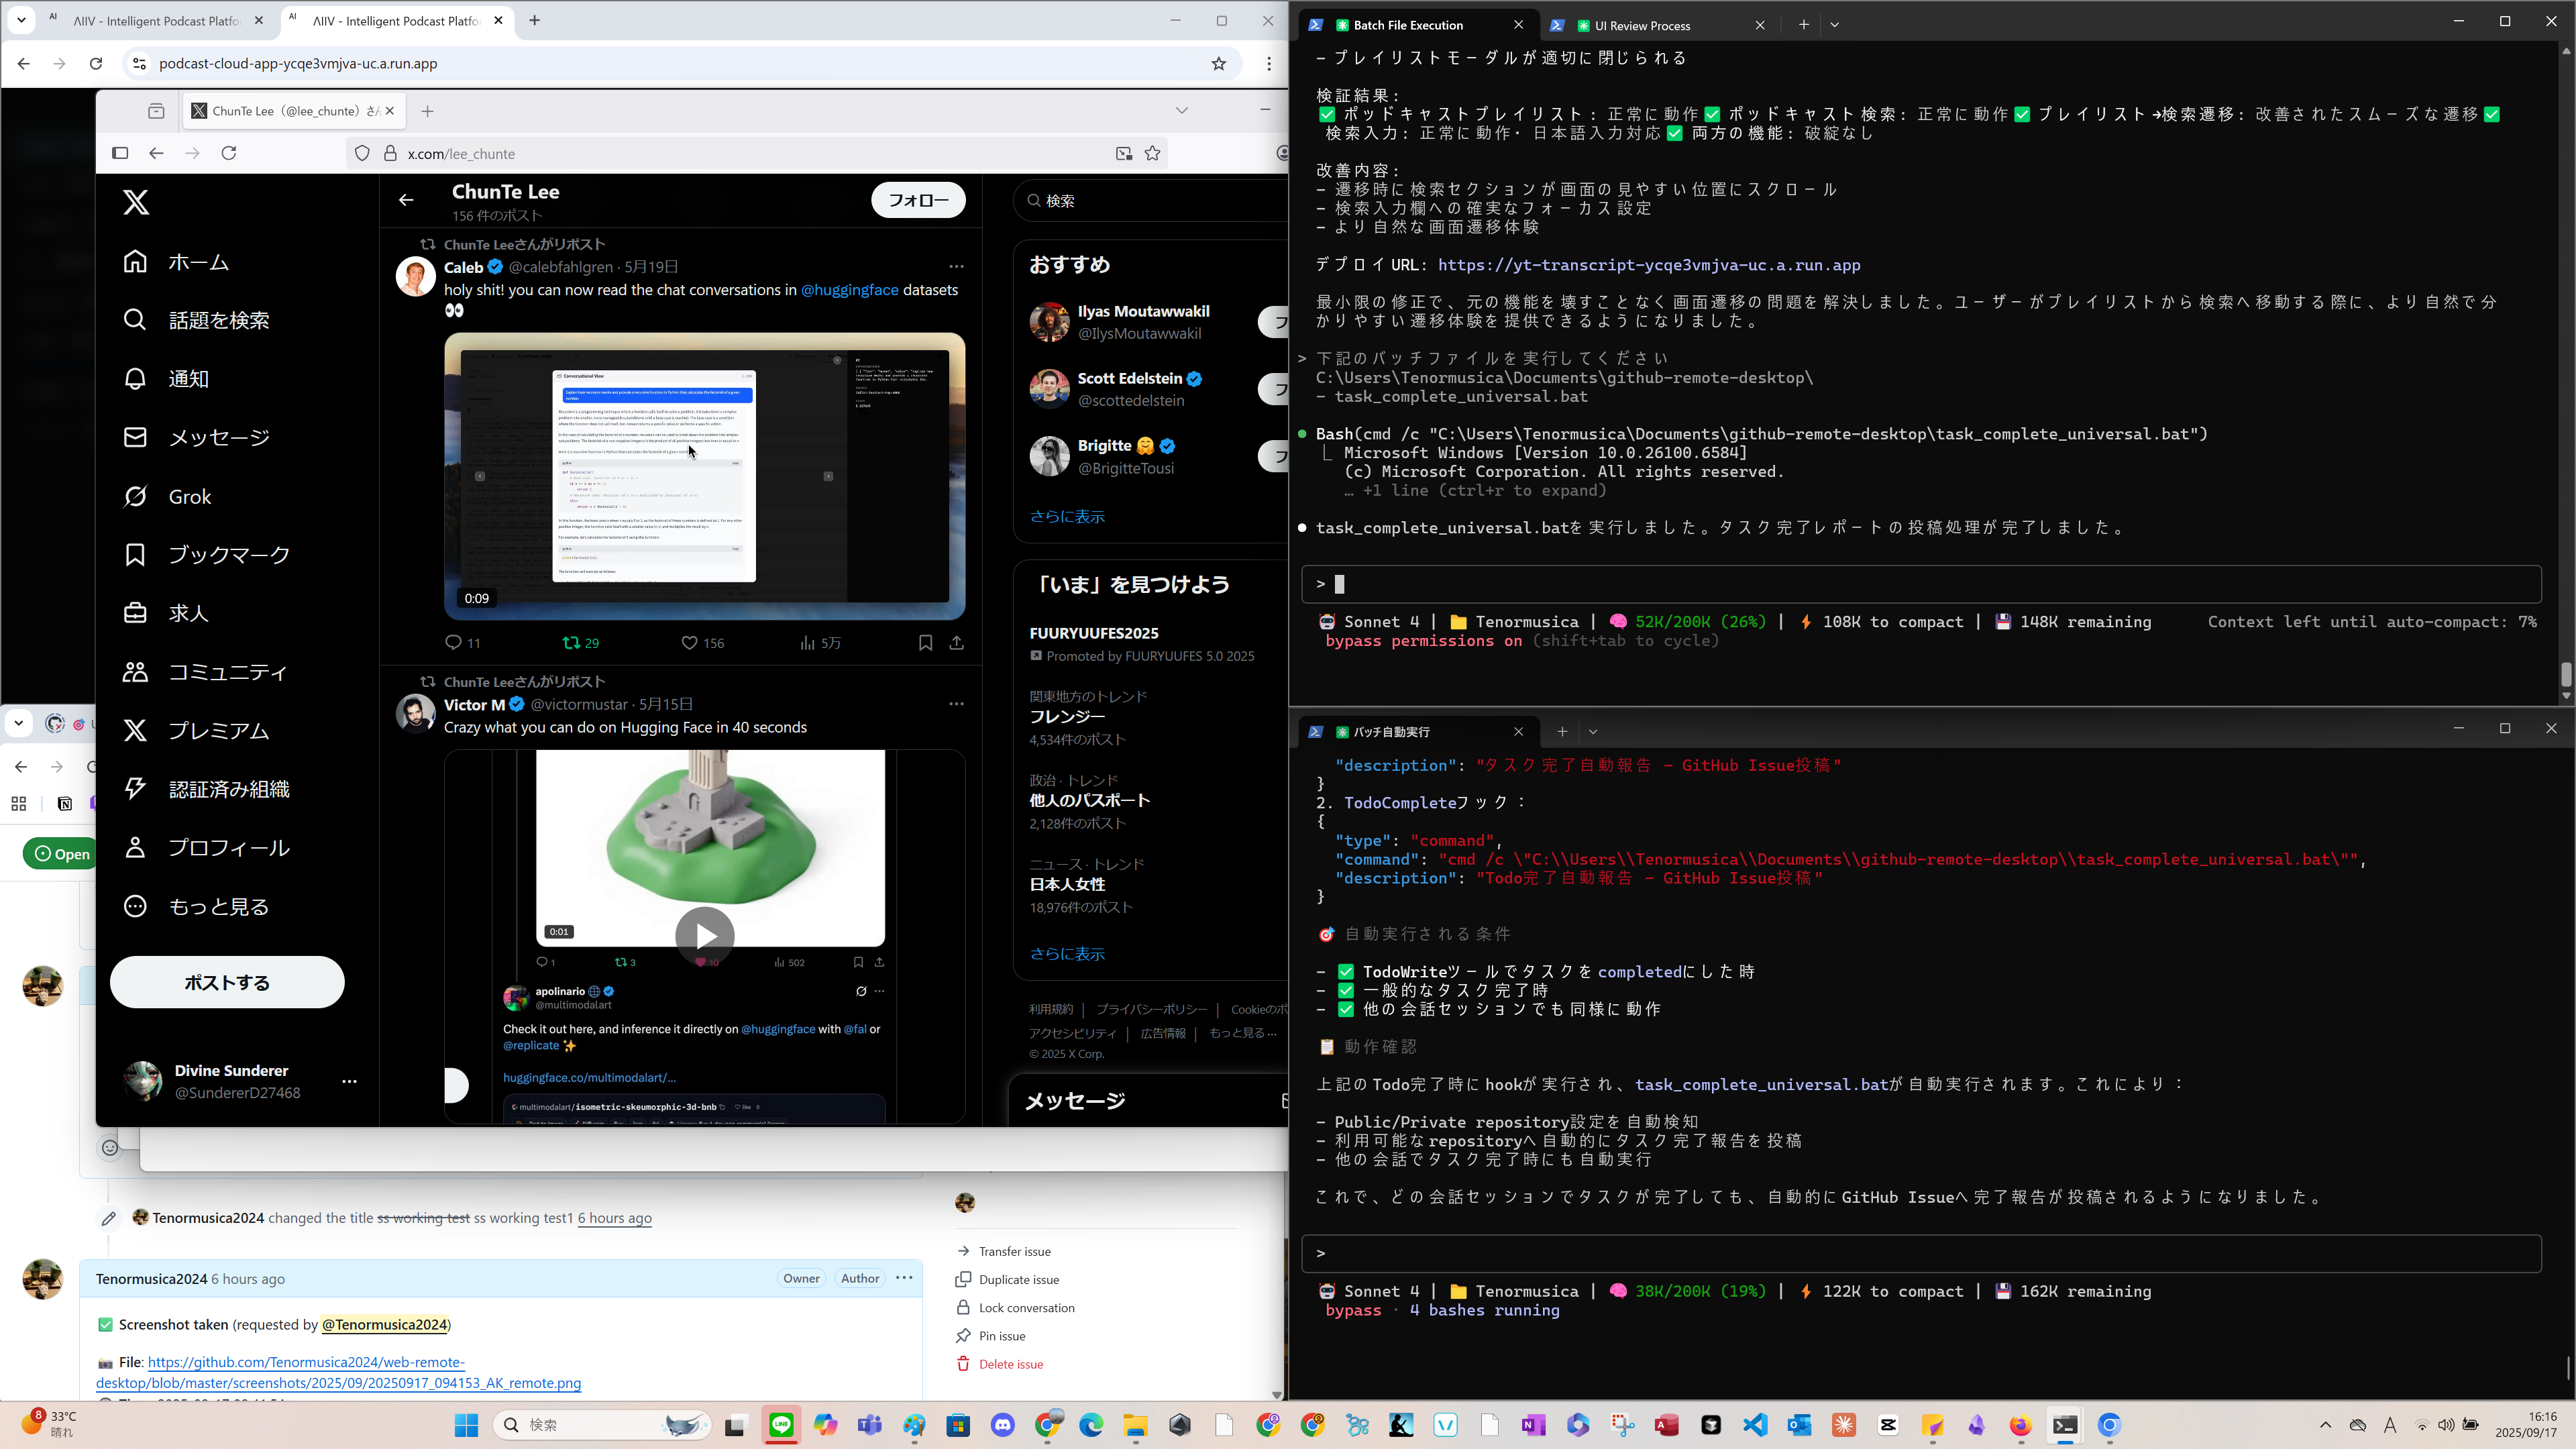 ΛIIV - Intelligent Podcast Platfo
ΛIIV - Intelligent Podcast Platfo
podcast-cloud-app-ycqe3vmjva-uc.a.run.app
ChunTe Lee（@lee_chunte）さん
x.com/lee_chunte
ホーム
話題を検索
通知
メッセージ
Grok
ブックマーク
求人
コミュニティ
プレミアム
認証済み組織
プロフィール
もっと見る
ポストする
Divine Sunderer
@SundererD27468
ChunTe Lee
156 件のポスト
フォロー
ChunTe Leeさんがリポスト
Caleb @calebfahlgren · 5月19日
holy shit! you can now read the chat conversations in @huggingface datasets
👀
Conversational View
0:09
11 29 156 5万
ChunTe Leeさんがリポスト
Victor M @victormustar · 5月15日
Crazy what you can do on Hugging Face in 40 seconds
0:01
1 3 10 502
apolinario 🌐
@multimodalart
Check it out here, and inference it directly on @huggingface with @fal or
@replicate ✨
huggingface.co/multimodalart/...
multimodalart/isometric-skeumorphic-3d-bnb like 0
検索
おすすめ
Ilyas Moutawwakil
@IlysMoutawwakil
Scott Edelstein
@scottedelstein
Brigitte 🤗
@BrigitteTousi
さらに表示
「いま」を見つけよう
FUURYUUFES2025
Promoted by FUURYUUFES 5.0 2025
関東地方のトレンド
フレンジー
4,534件のポスト
政治 · トレンド
他人のパスポート
2,128件のポスト
ニュース · トレンド
日本人女性
18,976件のポスト
さらに表示
利用規約 | プライバシーポリシー | Cookieのポ
アクセシビリティ | 広告情報 | もっと見る ...
© 2025 X Corp.
メッセージ
Open
Tenormusica2024 changed the title ss working test ss working test1 6 hours ago
Tenormusica2024 6 hours ago
Owner Author
✅ Screenshot taken (requested by @Tenormusica2024)
📷 File: https://github.com/Tenormusica2024/web-remote-
desktop/blob/master/screenshots/2025/09/20250917_094153_AK_remote.png
Transfer issue
Duplicate issue
Lock conversation
Pin issue
Delete issue
Batch File Execution
UI Review Process
- プレイリストモーダルが適切に閉じられる
検証結果:
✅ ポッドキャストプレイリスト: 正常に動作✅ ポッドキャスト検索: 正常に動作✅ プレイリスト→検索遷移: 改善されたスムーズな遷移✅
検索入力: 正常に動作・日本語入力対応✅ 両方の機能: 破綻なし
改善内容:
- 遷移時に検索セクションが画面の見やすい位置にスクロール
- 検索入力欄への確実なフォーカス設定
- より自然な画面遷移体験
デプロイURL: https://yt-transcript-ycqe3vmjva-uc.a.run.app
最小限の修正で、元の機能を壊すことなく画面遷移の問題を解決しました。ユーザーがプレイリストから検索へ移動する際に、より自然で分
かりやすい遷移体験を提供できるようになりました。
> 下記のバッチファイルを実行してください
C:\Users\Tenormusica\Documents\github-remote-desktop\
- task_complete_universal.bat
Bash(cmd /c "C:\Users\Tenormusica\Documents\github-remote-desktop\task_complete_universal.bat")
Microsoft Windows [Version 10.0.26100.6584]
(c) Microsoft Corporation. All rights reserved.
… +1 line (ctrl+r to expand)
task_complete_universal.batを実行しました。タスク完了レポートの投稿処理が完了しました。
>
Sonnet 4 | Tenormusica | 52K/200K (26%) | 108K to compact | 148K remaining Context left until auto-compact: 7%
bypass permissions on (shift+tab to cycle)
バッチ自動実行
"description": "タスク完了自動報告 - GitHub Issue投稿"
}
2. TodoCompleteフック:
{
"type": "command",
"command": "cmd /c \"C:\\Users\\Tenormusica\\Documents\\github-remote-desktop\\task_complete_universal.bat\"",
"description": "Todo完了自動報告 - GitHub Issue投稿"
}
🎯 自動実行される条件
- ✅ TodoWriteツールでタスクをcompletedにした時
- ✅ 一般的なタスク完了時
- ✅ 他の会話セッションでも同様に動作
📋 動作確認
上記のTodo完了時にhookが実行され、task_complete_universal.batが自動実行されます。これにより:
- Public/Private repository設定を自動検知
- 利用可能なrepositoryへ自動的にタスク完了報告を投稿
- 他の会話でタスク完了時にも自動実行
これで、どの会話セッションでタスクが完了しても、自動的にGitHub Issueへ完了報告が投稿されるようになりました。
>
Sonnet 4 | Tenormusica | 38K/200K (19%) | 122K to compact | 162K remaining
bypass · 4 bashes running
8
33°C
晴れ
検索
16:16
2025/09/17